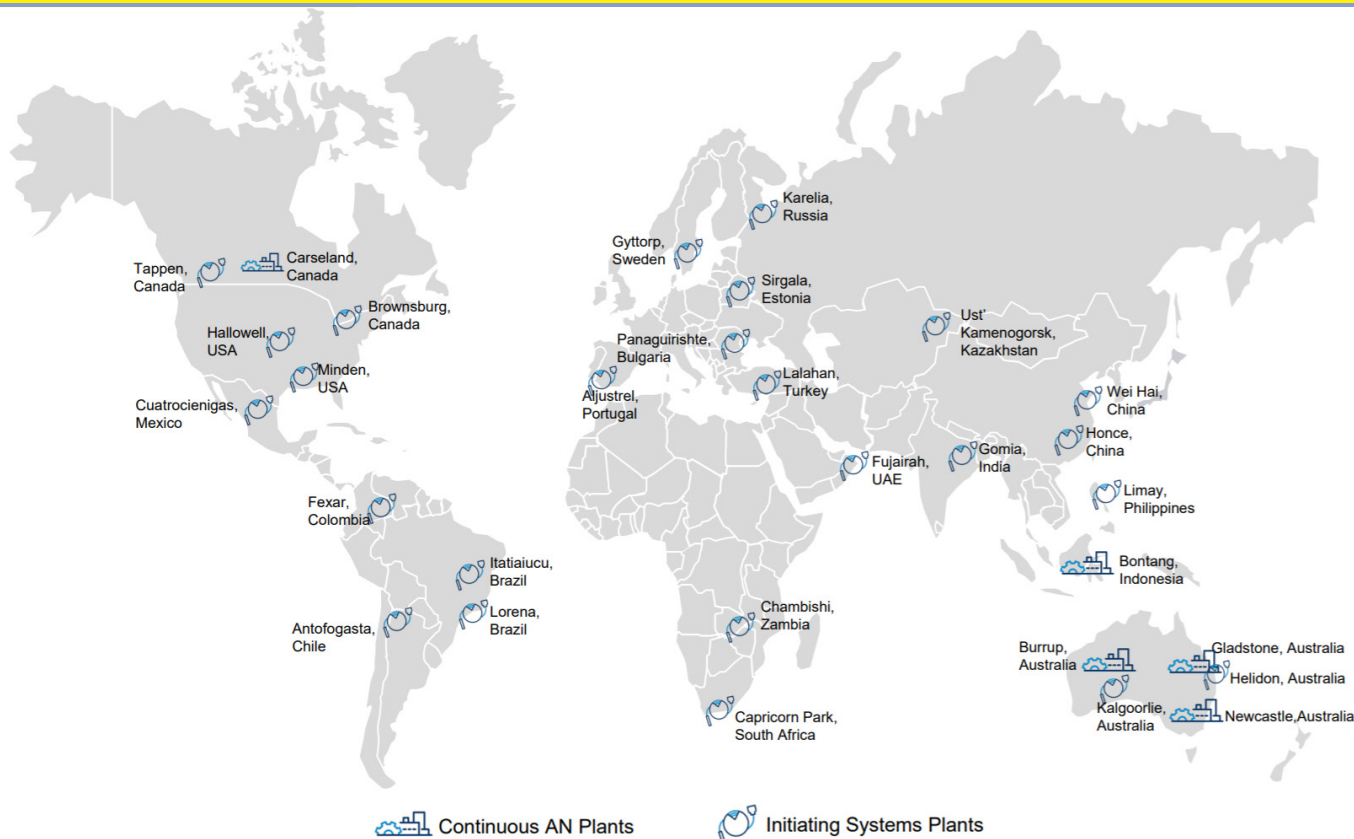 Karelia,
Russia
Gyttorp,
Sweden
Tappen,
Canada
Carseland,
Canada
Sirgala,
Estonia
Brownsburg,
Canada
Hallowell,
USA
Panaguirishte,
Bulgaria
Ust'
Kamenogorsk,
Kazakhstan
Minden,
USA
Lalahan,
Turkey
Aljustrel,
Portugal
Cuatrocienigas,
Mexico
Wei Hai,
China
Honce,
China
Gomia,
India
Fujairah,
UAE
Limay,
Philippines
Fexar,
Colombia
Bontang,
Indonesia
Itatiaiucu,
Brazil
Lorena,
Brazil
Chambishi,
Zambia
Antofogasta,
Chile
Burrup,
Australia
Gladstone, Australia
Helidon, Australia
Kalgoorlie,
Australia
Newcastle,Australia
Capricorn Park,
South Africa
Continuous AN Plants
Initiating Systems Plants